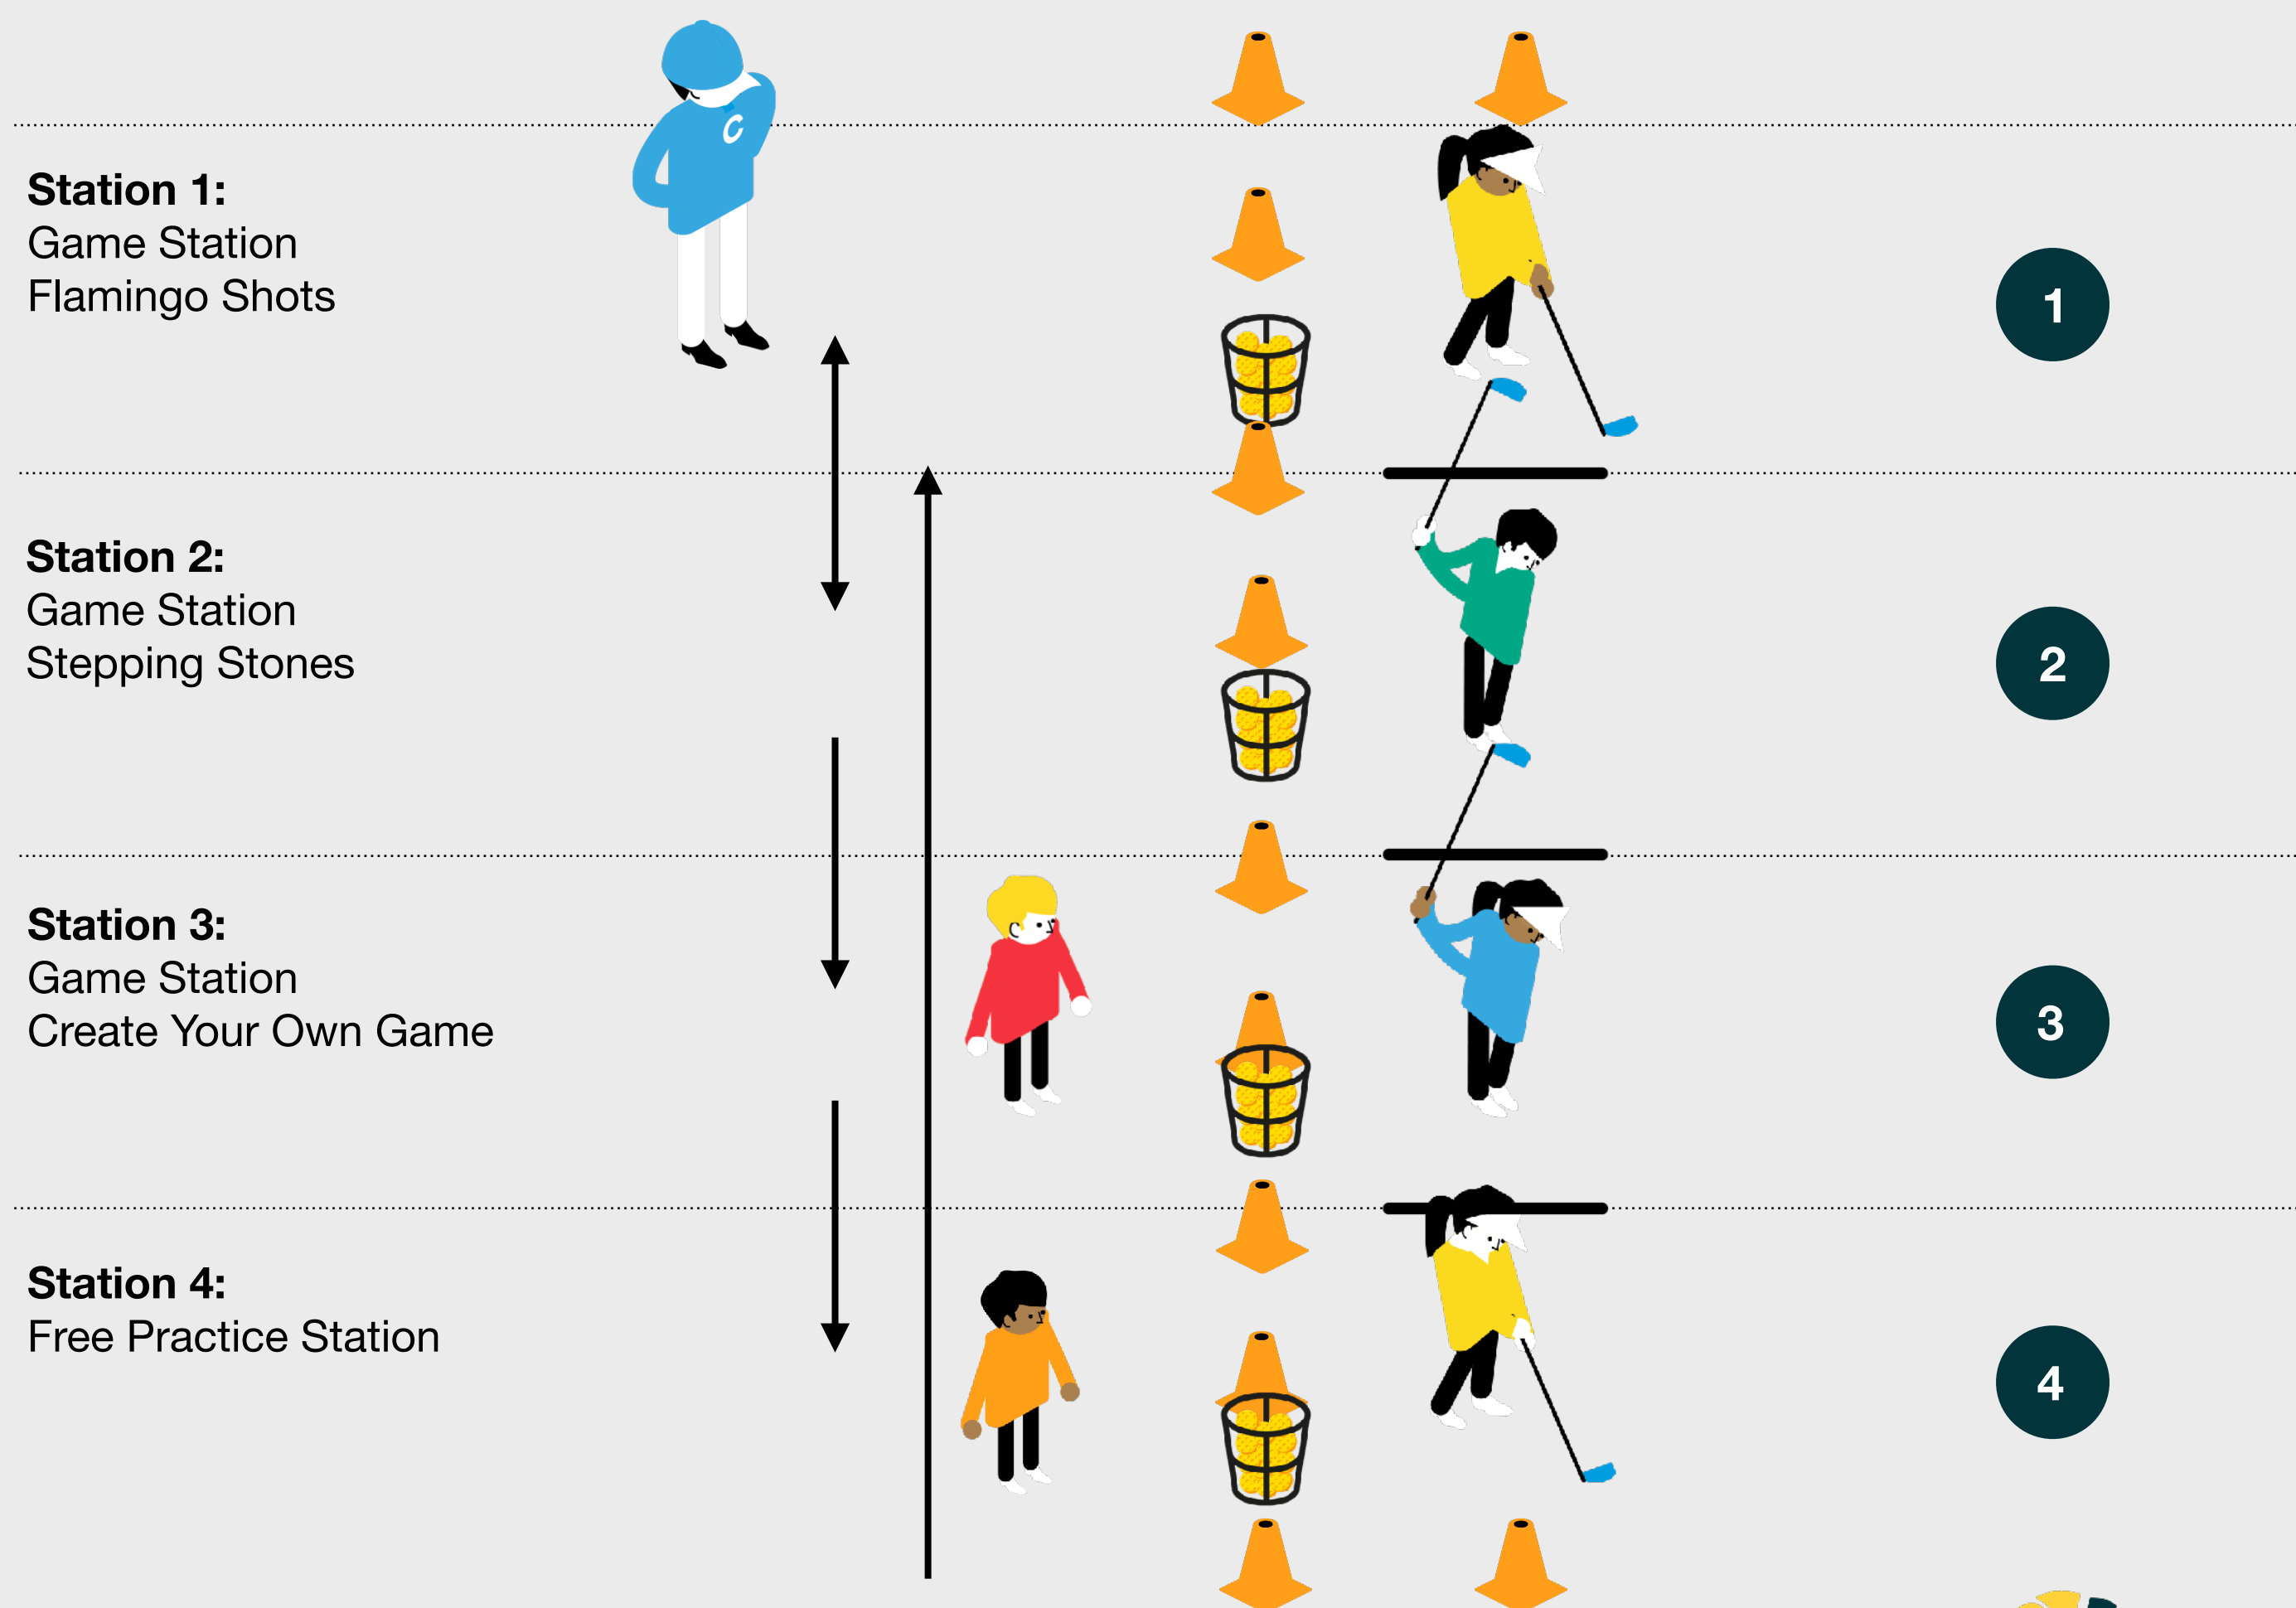 C
Station 1:
Game Station
Flamingo Shots
1
Station 2:
Game Station
Stepping Stones
2
Station 3:
Game Station
Create Your Own Game
3
Station 4:
Free Practice Station
4